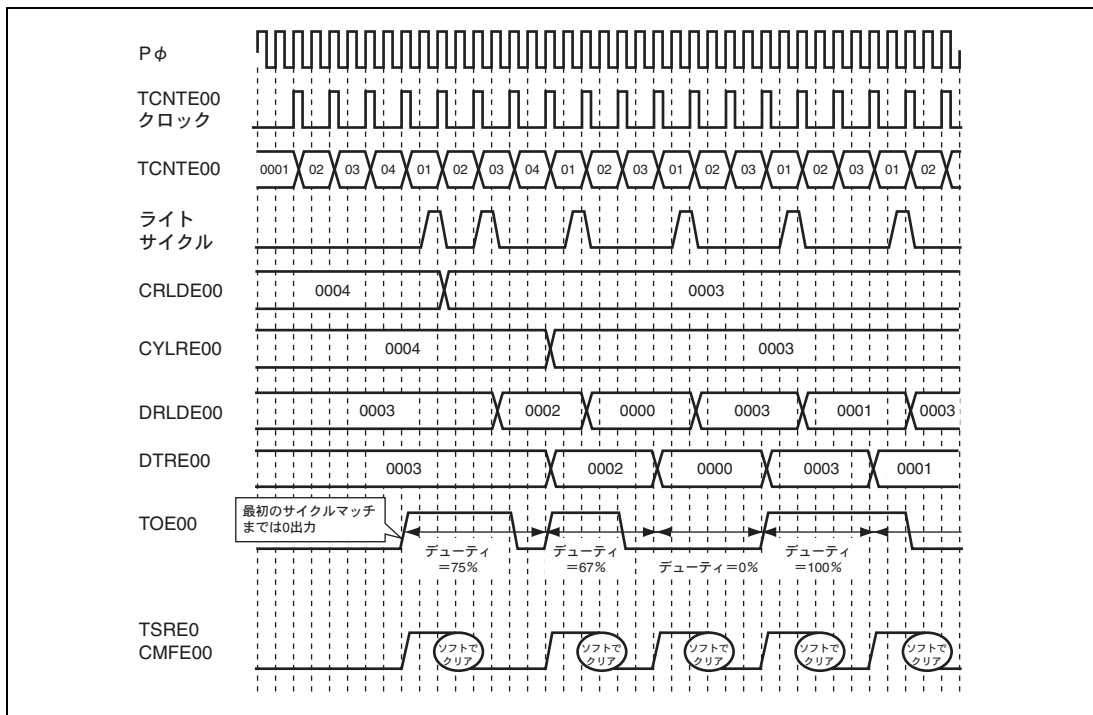 Pφ
TCNTE00
クロック
TCNTE00 0001 02 03 04 01 02 03 04 01 02 03 01 02 03 01 02 03 01 02
ライト
サイクル
CRLDE00 0004 0003
CYLRE00 0004 0003
DRLDE00 0003 0002 0000 0003 0001 0003
DTRE00 0003 0002 0000 0003 0001
最初のサイクルマッチ
までは0出力
TOE00
デューティ
=75%
デューティ
=67%
デューティ=0%
デューティ
=100%
TSRE0
CMFE00
ソフトで
クリア
ソフトで
クリア
ソフトで
クリア
ソフトで
クリア
ソフトで
クリア